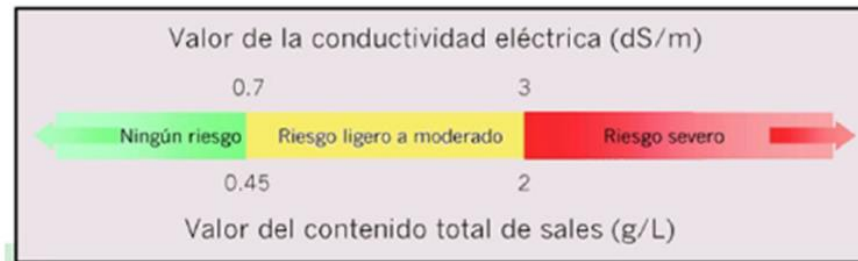 Valor de la conductividad eléctrica (dS/m)
0.7 3
Ningún riesgo Riesgo ligero a moderado Riesgo severo
0.45 2
Valor del contenido total de sales (g/L)